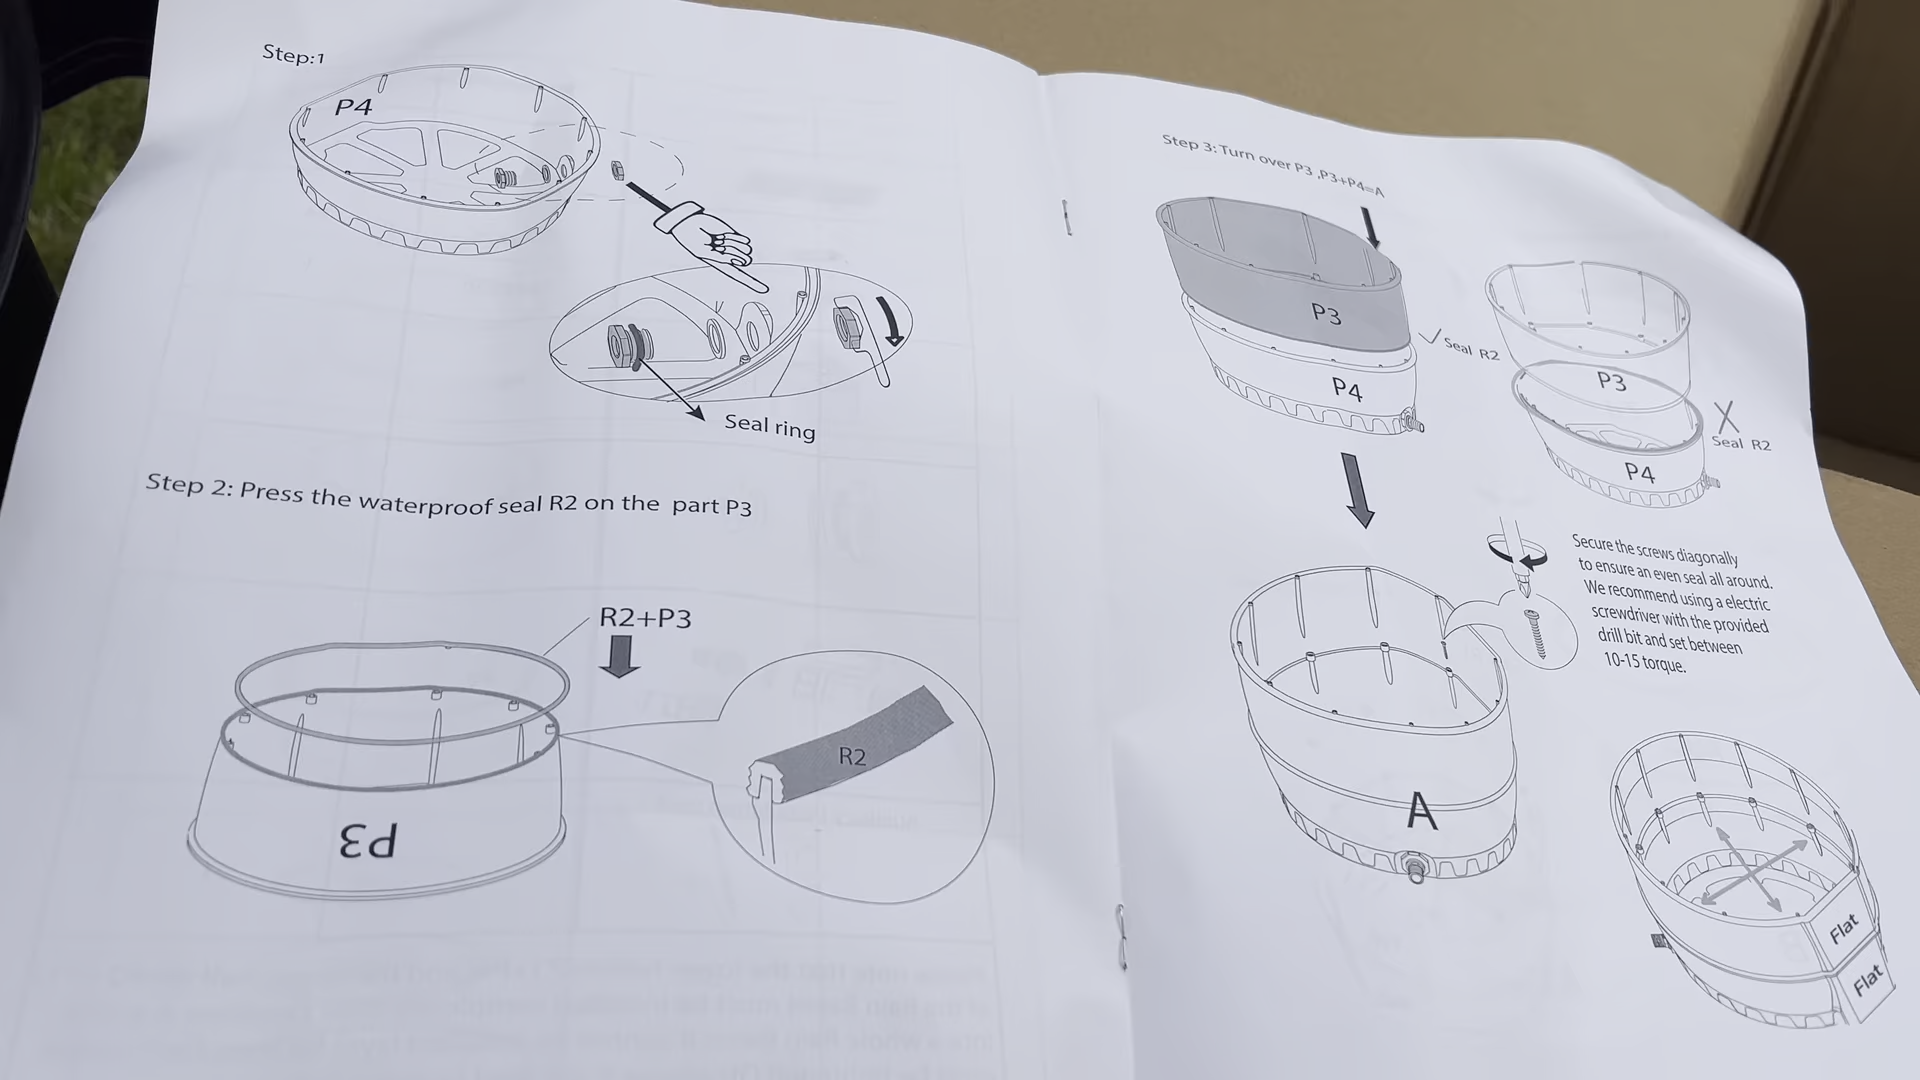 Step:1
P4
Seal ring
Step 2: Press the waterproof seal R2 on the part P3
R2+P3
R2
P3
Step 3: Turn over P3 ,P3+P4=A
P3
Seal R2
P4
P3
Seal R2
P4
Secure the screws diagonally
to ensure an even seal all around.
We recommend using a electric
screwdriver with the provided
drill bit and set between
10-15 torque.
A
Flat
Flat